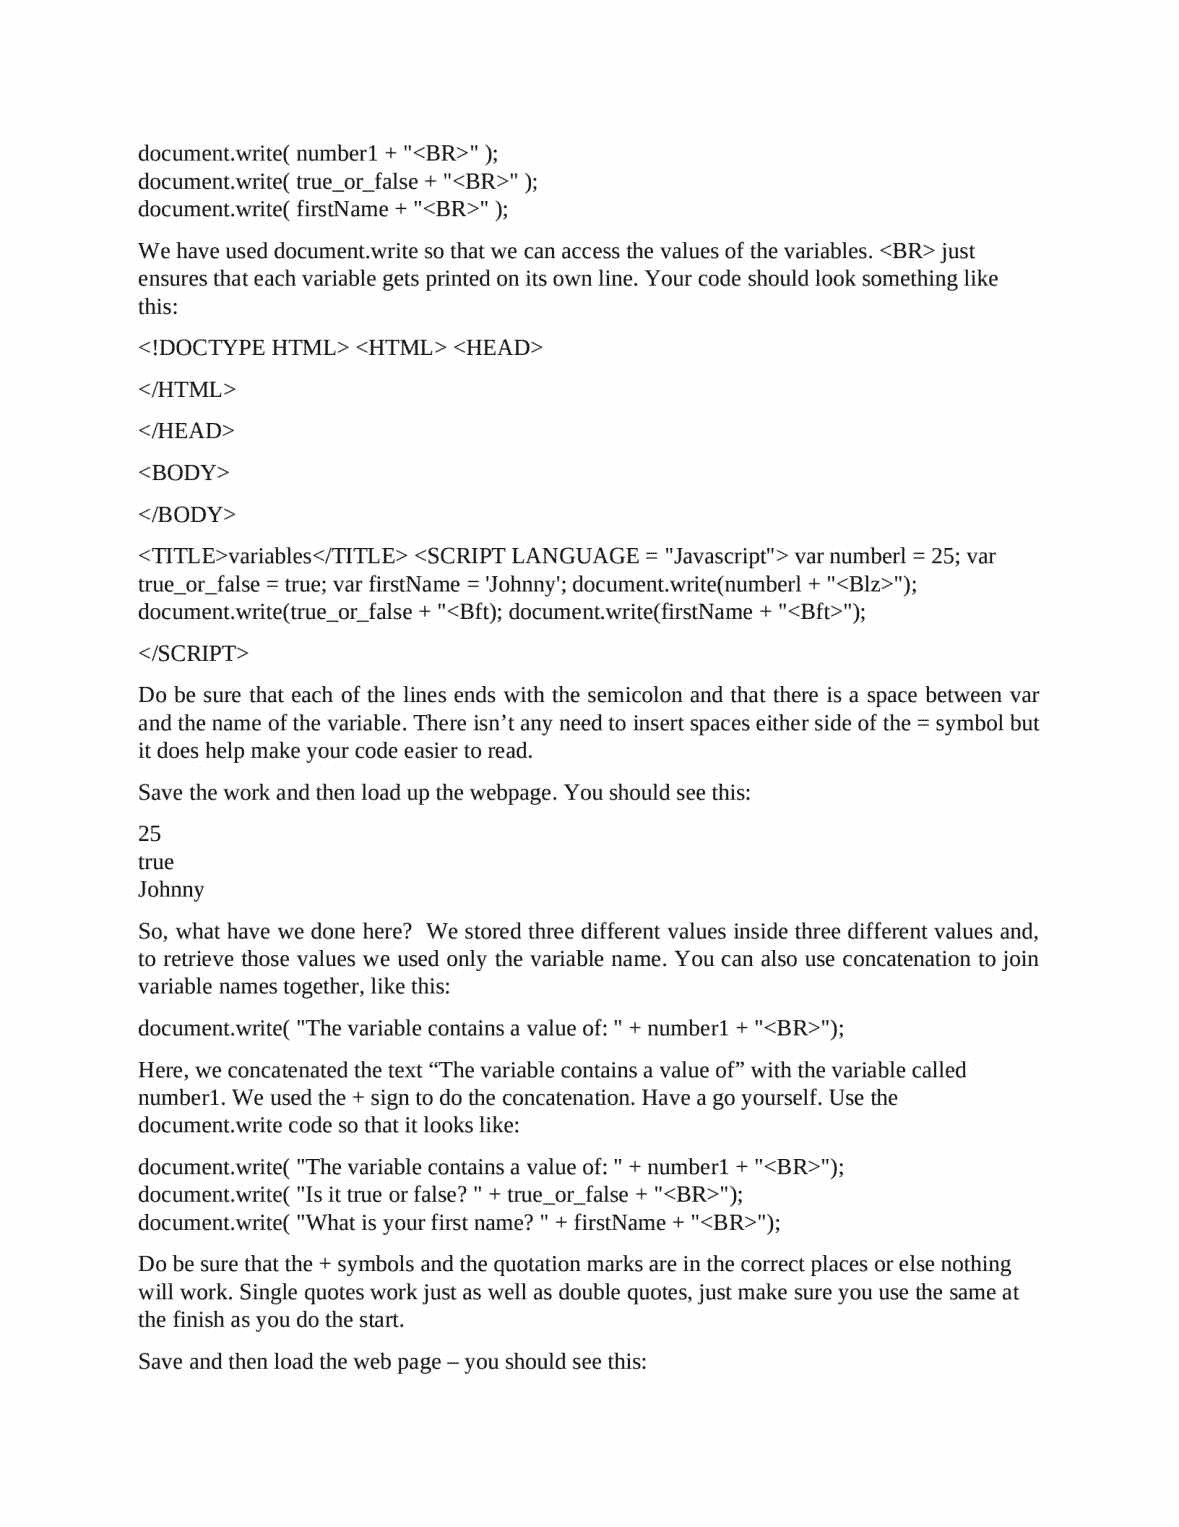 document.write( number1 + "<BR>" );
document.write( true_or_false + "<BR>" );
document.write( firstName + "<BR>" );
We have used document.write so that we can access the values of the variables. <BR> just
ensures that each variable gets printed on its own line. Your code should look something like
this:
<!DOCTYPE HTML> <HTML> <HEAD>
</HTML>
</HEAD>
<BODY>
</BODY>
<TITLE>variables</TITLE> <SCRIPT LANGUAGE = "Javascript"> var numberl = 25; var
true_or_false = true; var firstName = 'Johnny'; document.write(numberl + "<Blz>");
document.write(true_or_false + "<Bft); document.write(firstName + "<Bft>");
</SCRIPT>
Do be sure that each of the lines ends with the semicolon and that there is a space between var
and the name of the variable. There isn’t any need to insert spaces either side of the = symbol but
it does help make your code easier to read.
Save the work and then load up the webpage. You should see this:
25
true
Johnny
So, what have we done here?  We stored three different values inside three different values and,
to retrieve those values we used only the variable name. You can also use concatenation to join
variable names together, like this:
document.write( "The variable contains a value of: " + number1 + "<BR>");
Here, we concatenated the text “The variable contains a value of” with the variable called
number1. We used the + sign to do the concatenation. Have a go yourself. Use the
document.write code so that it looks like:
document.write( "The variable contains a value of: " + number1 + "<BR>");
document.write( "Is it true or false? " + true_or_false + "<BR>");
document.write( "What is your first name? " + firstName + "<BR>");
Do be sure that the + symbols and the quotation marks are in the correct places or else nothing
will work. Single quotes work just as well as double quotes, just make sure you use the same at
the finish as you do the start.
Save and then load the web page – you should see this: